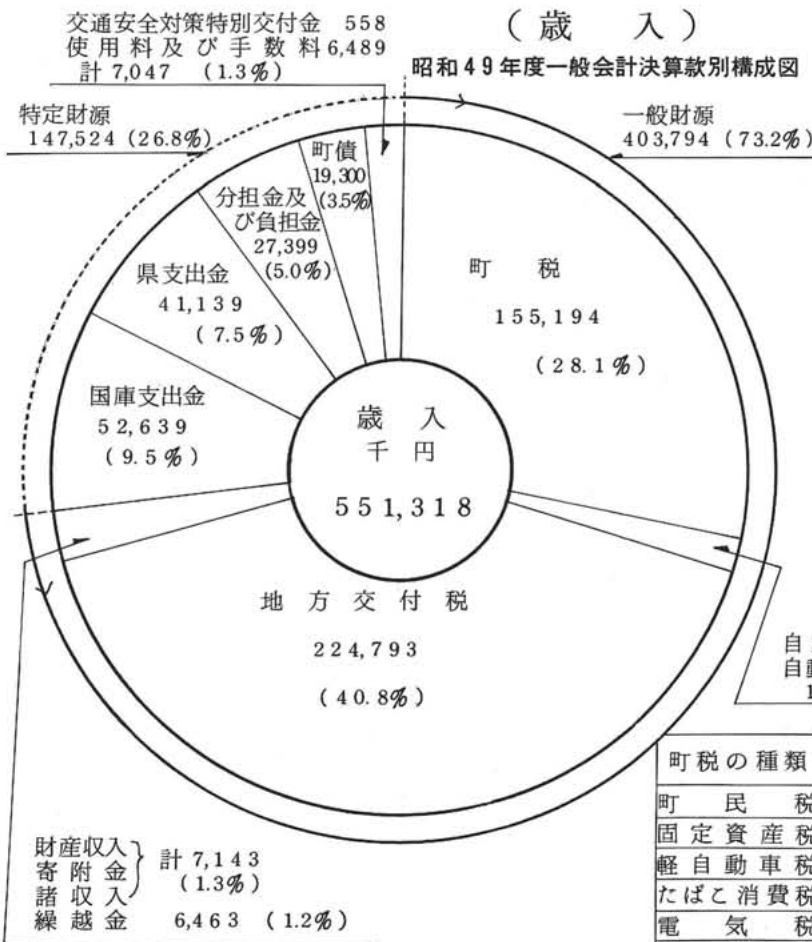 (歳入)
昭和49年度一般会計決算款別構成図
交通安全対策特別交付金 558
使用料及び手数料 6,489
計 7,047 (1.3%)
特定財源
147,524 (26.8%)
一般財源
403,794 (73.2%)
町債
19,300
(3.5%)
分担金及
び負担金
27,399
(5.0%)
県支出金
41,139
(7.5%)
国庫支出金
52,639
(9.5%)
町税
155,194
(28.1%)
歳入
千円
551,318
地方交付税
224,793
(40.8%)
自
自動
1
財産収入
寄附金
諸収入
計 7,143
(1.3%)
繰越金 6,463 (1.2%)
町税の種類
町民税
固定資産税
軽自動車税
たばこ消費税
電気税